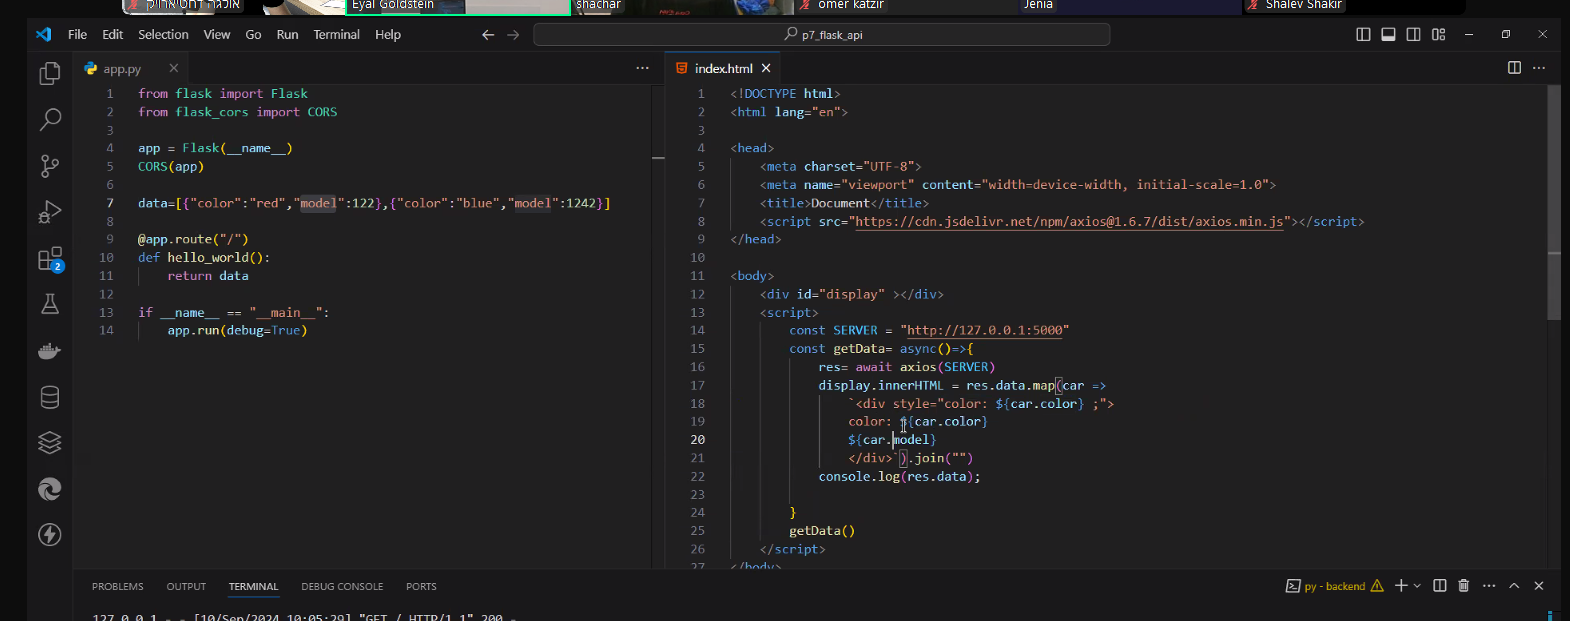 אולגה דחטיארוויץ
Eyal Goldstein
shachar
omer katzir
Jenia
Shalev Shakir
File Edit Selection View Go Run Terminal Help
p7_flask_api
app.py
1 from flask import Flask
2 from flask_cors import CORS
3
4 app = Flask(__name__)
5 CORS(app)
6
7 data=[{"color":"red","model":122},{"color":"blue","model":1242}]
8
9 @app.route("/")
10 def hello_world():
11 return data
12
13 if __name__ == "__main__":
14 app.run(debug=True)
2
index.html
1 <!DOCTYPE html>
2 <html lang="en">
3
4 <head>
5 <meta charset="UTF-8">
6 <meta name="viewport" content="width=device-width, initial-scale=1.0">
7 <title>Document</title>
8 <script src="https://cdn.jsdelivr.net/npm/axios@1.6.7/dist/axios.min.js"></script>
9 </head>
10
11 <body>
12 <div id="display" ></div>
13 <script>
14 const SERVER = "http://127.0.0.1:5000"
15 const getData= async()=>{
16 res= await axios(SERVER)
17 display.innerHTML = res.data.map(car =>
18 `<div style="color: ${car.color} ;">
19 color: ${car.color}
20 ${car.model}
21 </div>`).join("")
22 console.log(res.data);
23
24 }
25 getData()
26 </script>
27 </body>
PROBLEMS OUTPUT TERMINAL DEBUG CONSOLE PORTS
py - backend
127.0.0.1 - - [10/Sep/2024 10:05:29] "GET / HTTP/1.1" 200 -